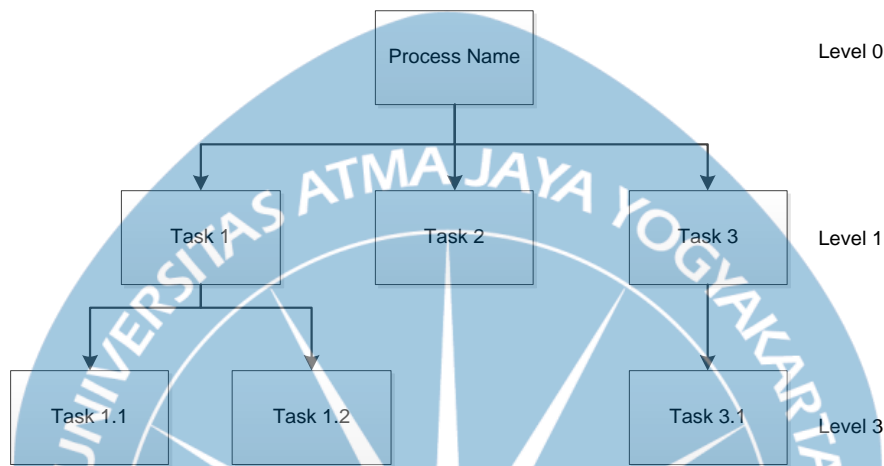 Process Name
Level 0
UNIVERSITAS ATMA JAYA YOGYAKARTA
Task 1
Task 2
Task 3
Level 1
Task 1.1
Task 1.2
Task 3.1
Level 3